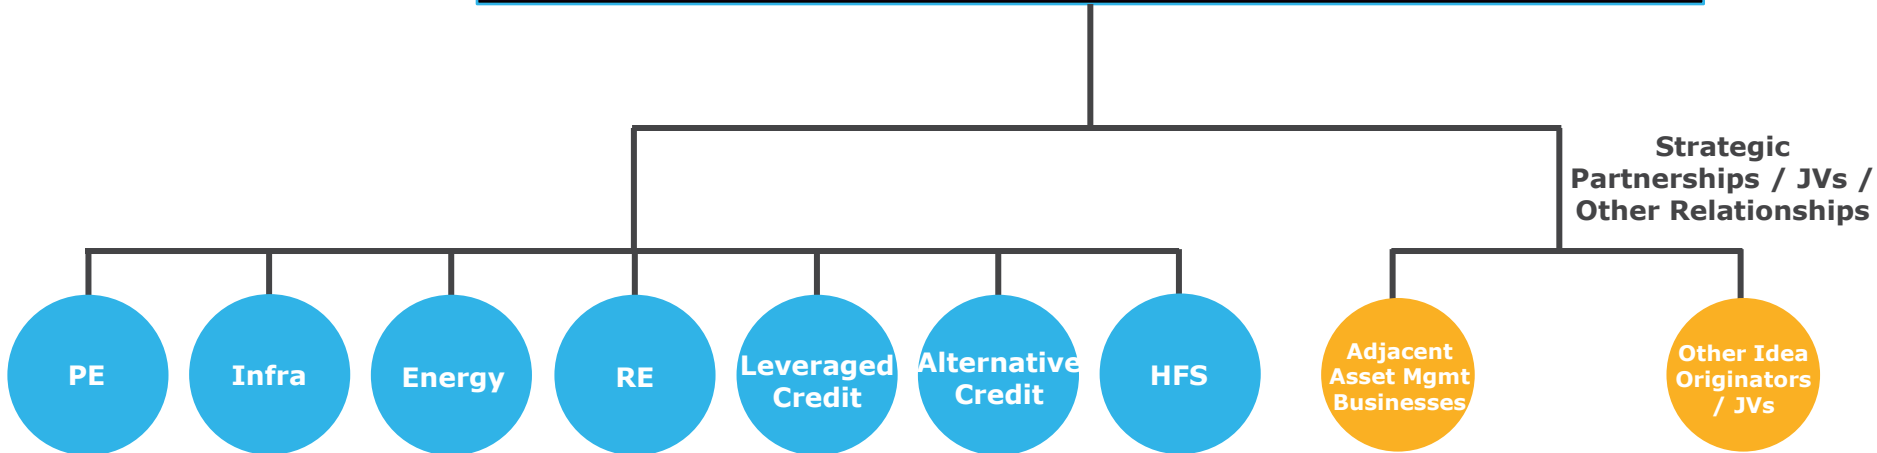 Strategic
Partnerships / JVs /
Other Relationships
PE
Infra
Energy
RE
Leveraged
Credit
Alternative
Credit
HFS
Adjacent
Asset Mgmt
Businesses
Other Idea
Originators
/ JVs